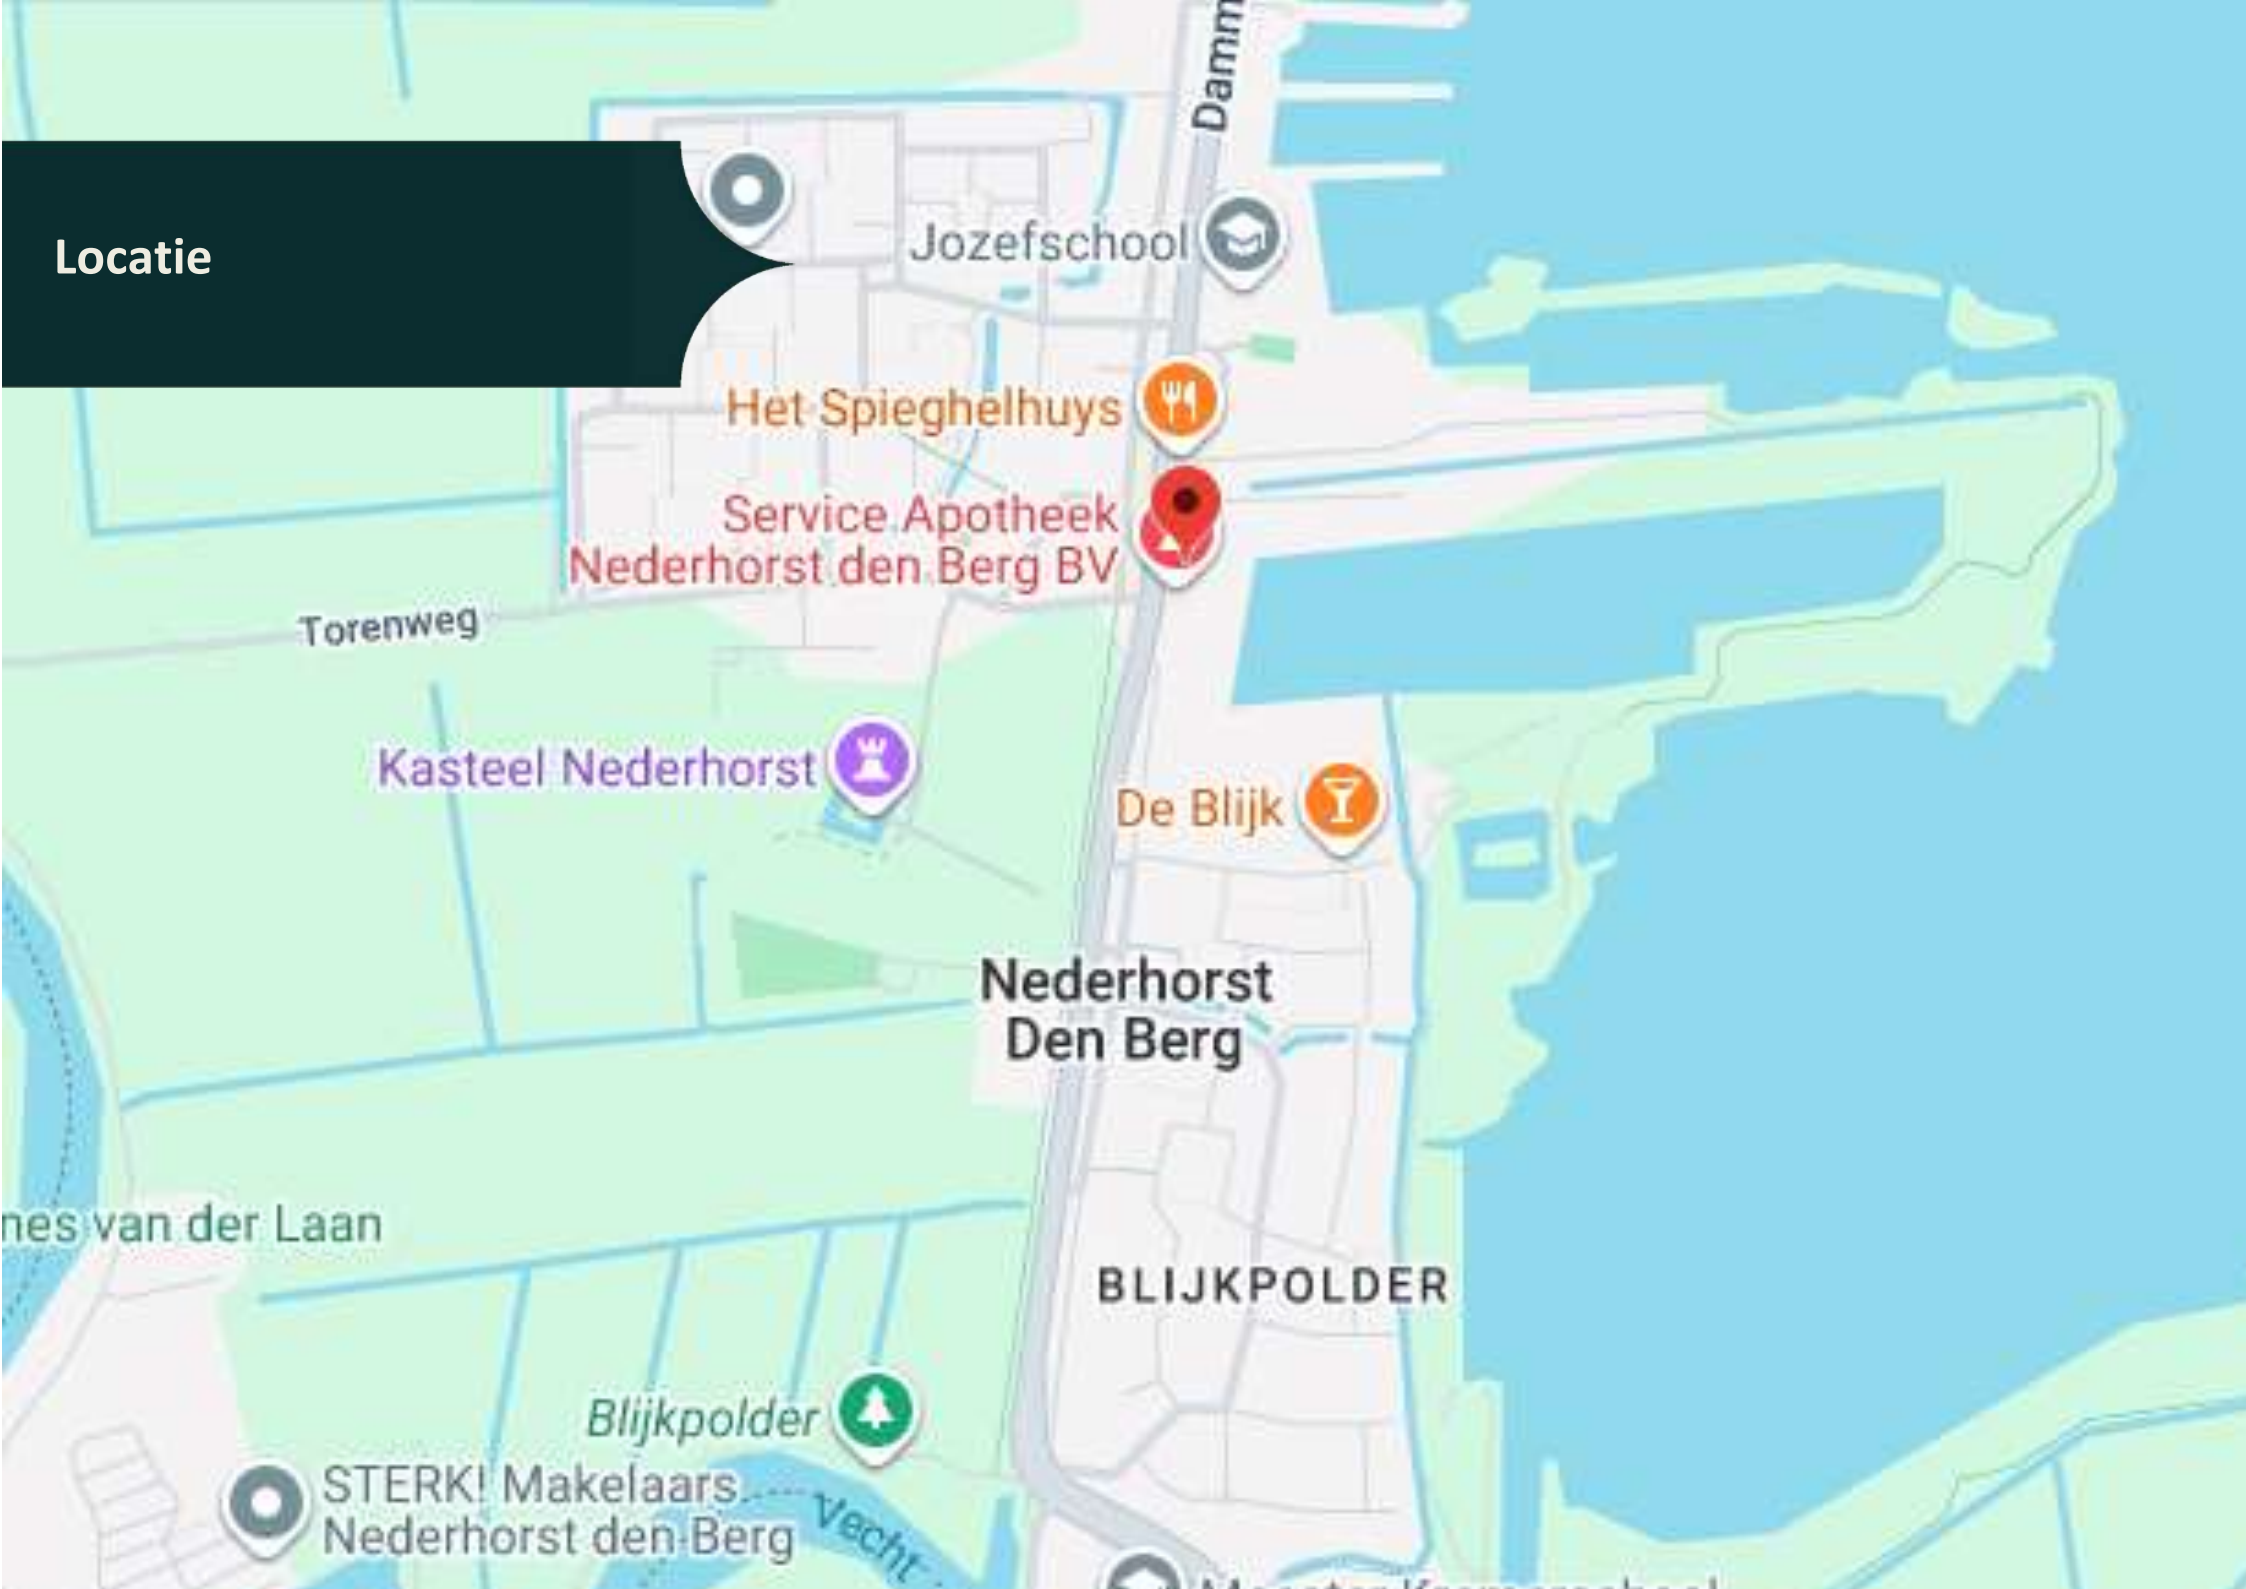 Damm
Locatie
Jozefschool
Het Spieghelhuys
Service Apotheek
Nederhorst den Berg BV
Torenweg
Kasteel Nederhorst
De Blijk
Nederhorst
Den Berg
nes van der Laan
BLIJKPOLDER
Blijkpolder
STERK! Makelaars
Nederhorst den Berg
Vecht